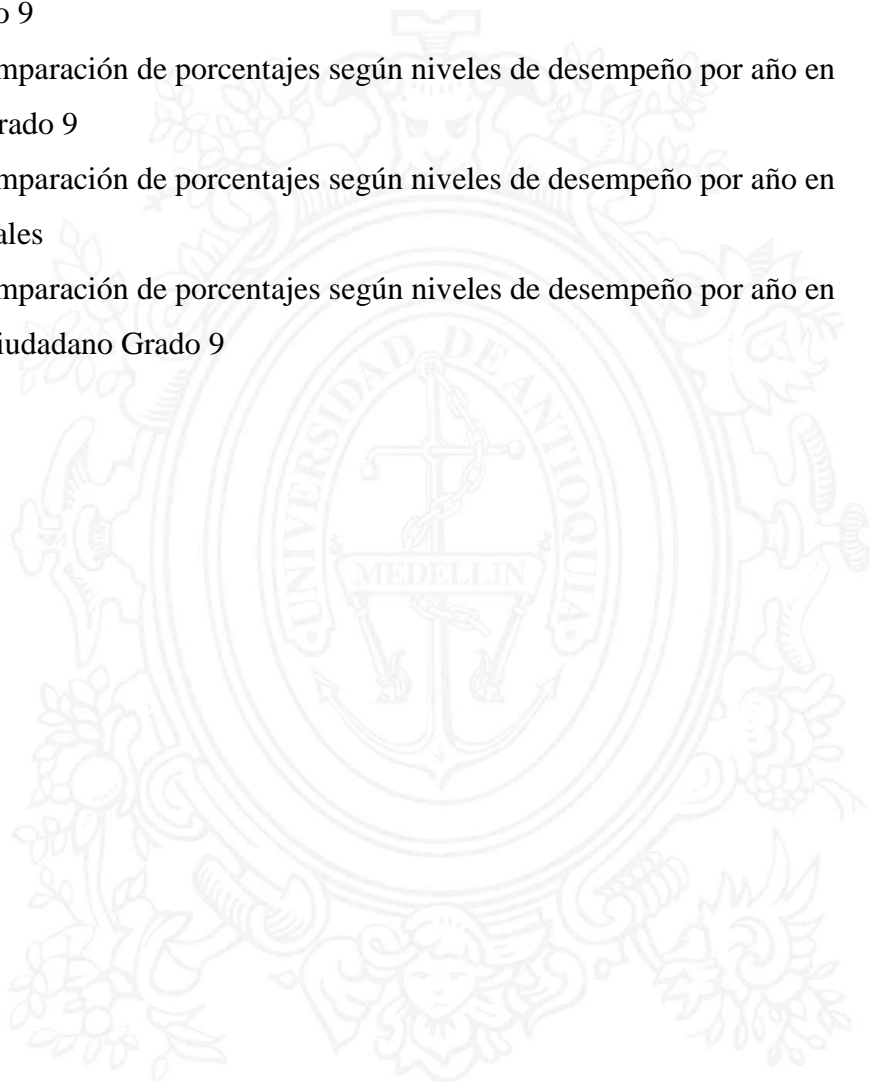 o 9
mparación de porcentajes según niveles de desempeño por año en
rado 9
mparación de porcentajes según niveles de desempeño por año en
ales
mparación de porcentajes según niveles de desempeño por año en
iudadano Grado 9
UNIVERSIDAD DE ANTIOQUIA
MEDELLIN